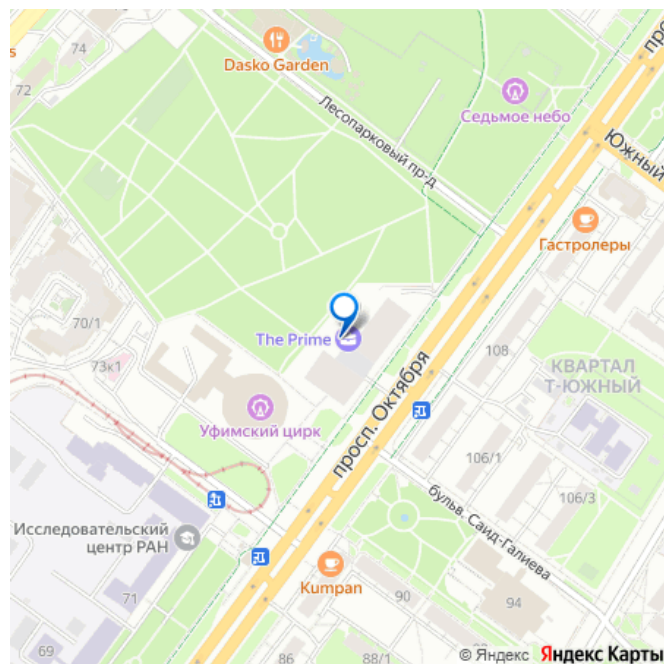 s
74
Dasko Garden
72
Седьмое небо
прос
Лесопарковый пр-д
Южный
Гастролеры
70/1
The Prime
108
73к1
КВАРТАЛ
Т-ЮЖНЫЙ
просп. Октября
Уфимский цирк
106/1
106/3
бульв. Саид-Галиева
Исследовательский
центр РАН
Kumpan
71
90
94
69
92
86
88/1
© Яндекс Яндекс Карты